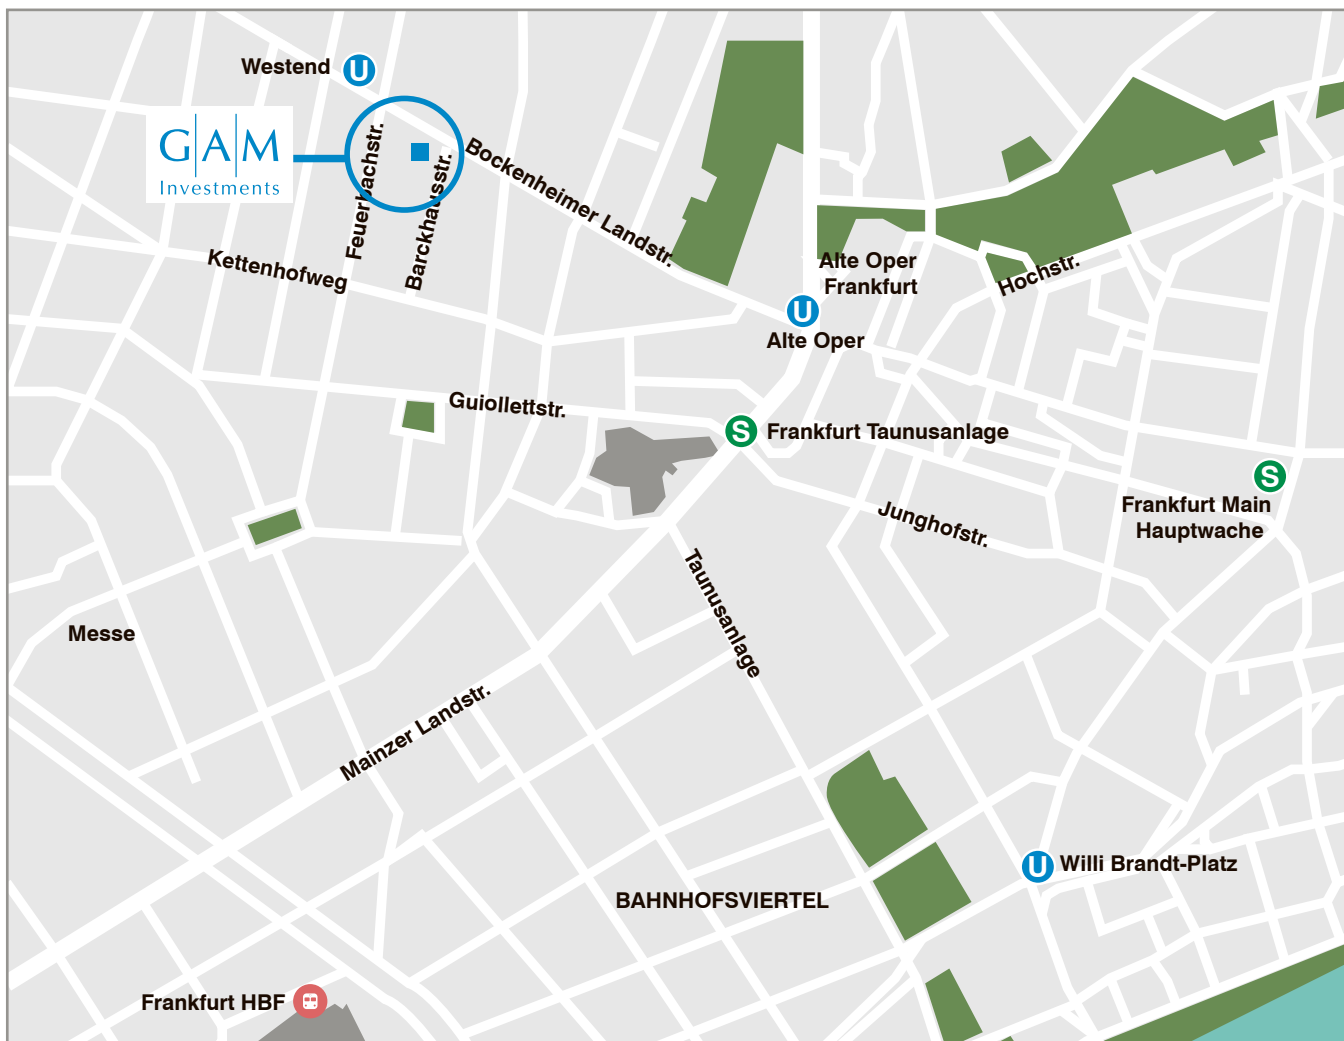 Westend
U
G|A|M
Investments
Feuerbachstr.
Barckhausstr.
Bockenheimer Landstr.
Kettenhofweg
Alte Oper
Frankfurt
Hochstr.
U
Alte Oper
Guiollettstr.
S
Frankfurt Taunusanlage
S
Frankfurt Main
Hauptwache
Junghofstr.
Taunusanlage
Messe
Mainzer Landstr.
U
Willi Brandt-Platz
BAHNHOFSVIERTEL
Frankfurt HBF